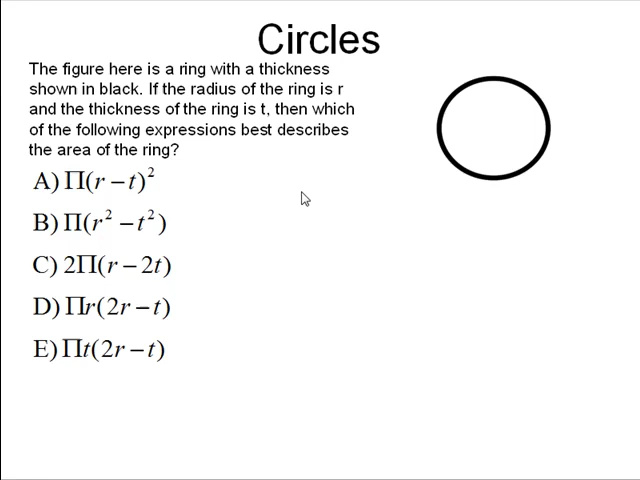 Circles
The figure here is a ring with a thickness
shown in black. If the radius of the ring is r
and the thickness of the ring is t, then which
of the following expressions best describes
the area of the ring?
A) Π(r − t)²
B) Π(r² − t²)
C) 2Π(r − 2t)
D) Πr(2r − t)
E) Πt(2r − t)